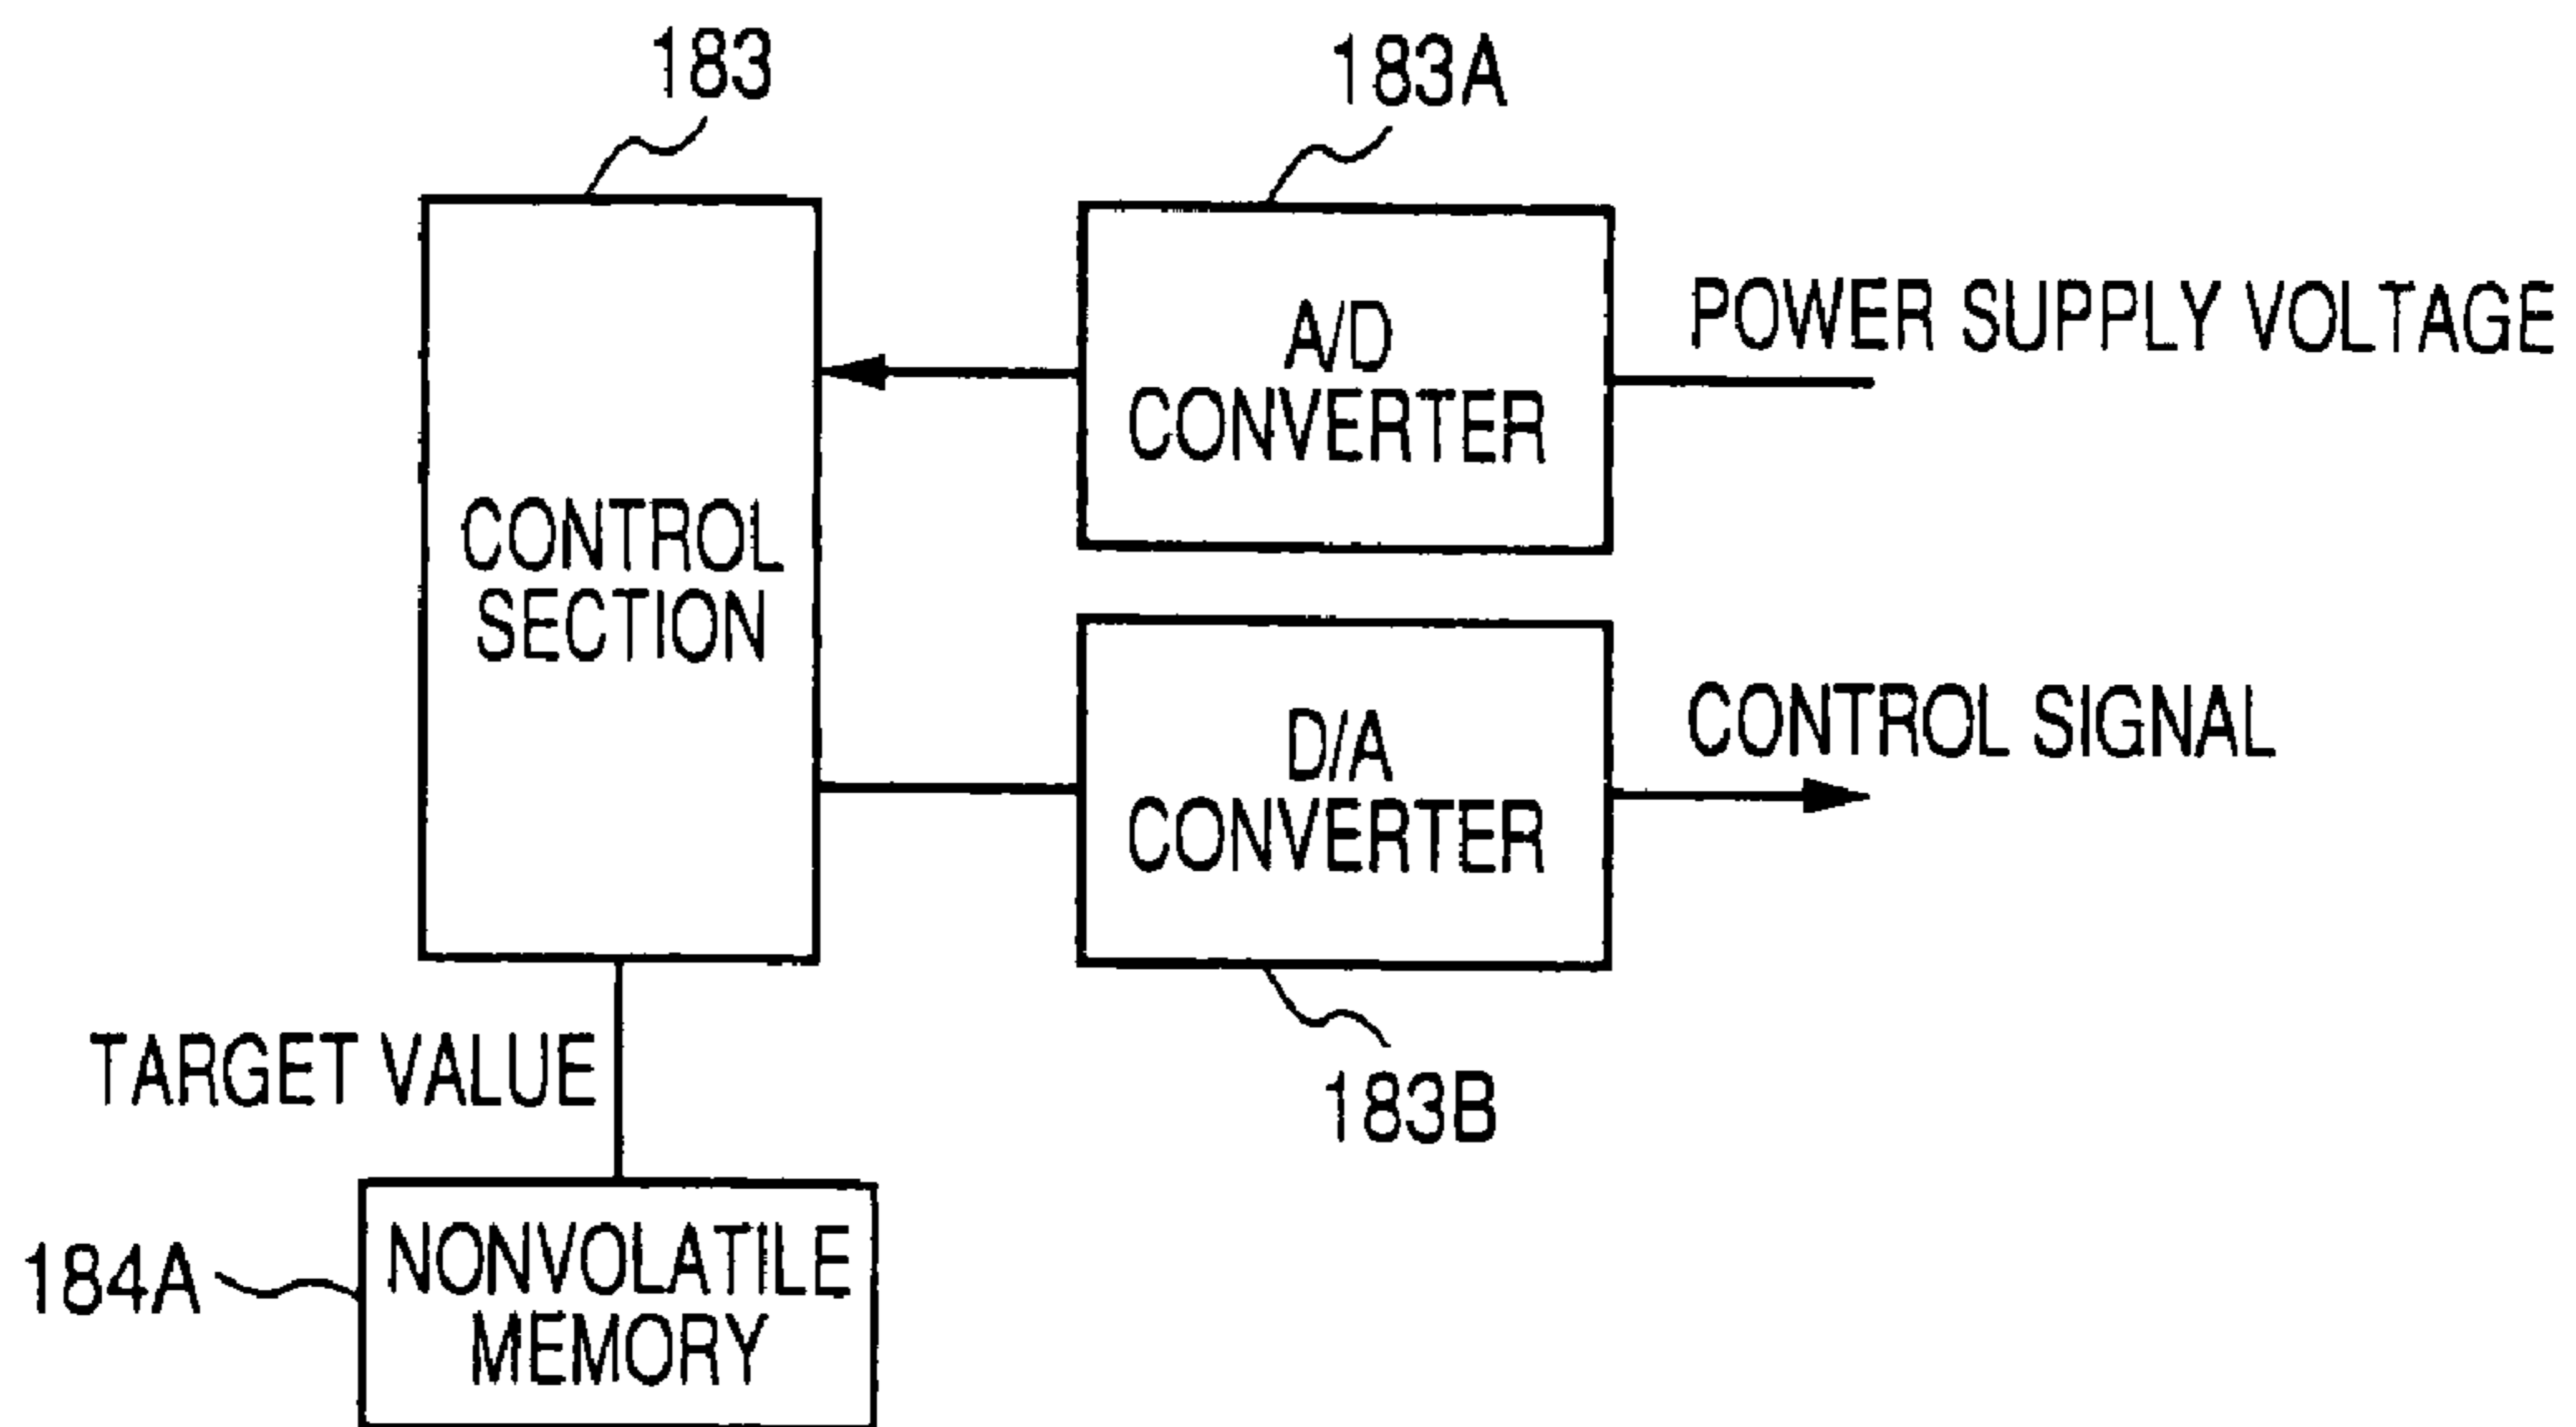 183
183A
A/D
CONVERTER
POWER SUPPLY VOLTAGE
CONTROL
SECTION
D/A
CONVERTER
CONTROL SIGNAL
183B
TARGET VALUE
184A
NONVOLATILE
MEMORY